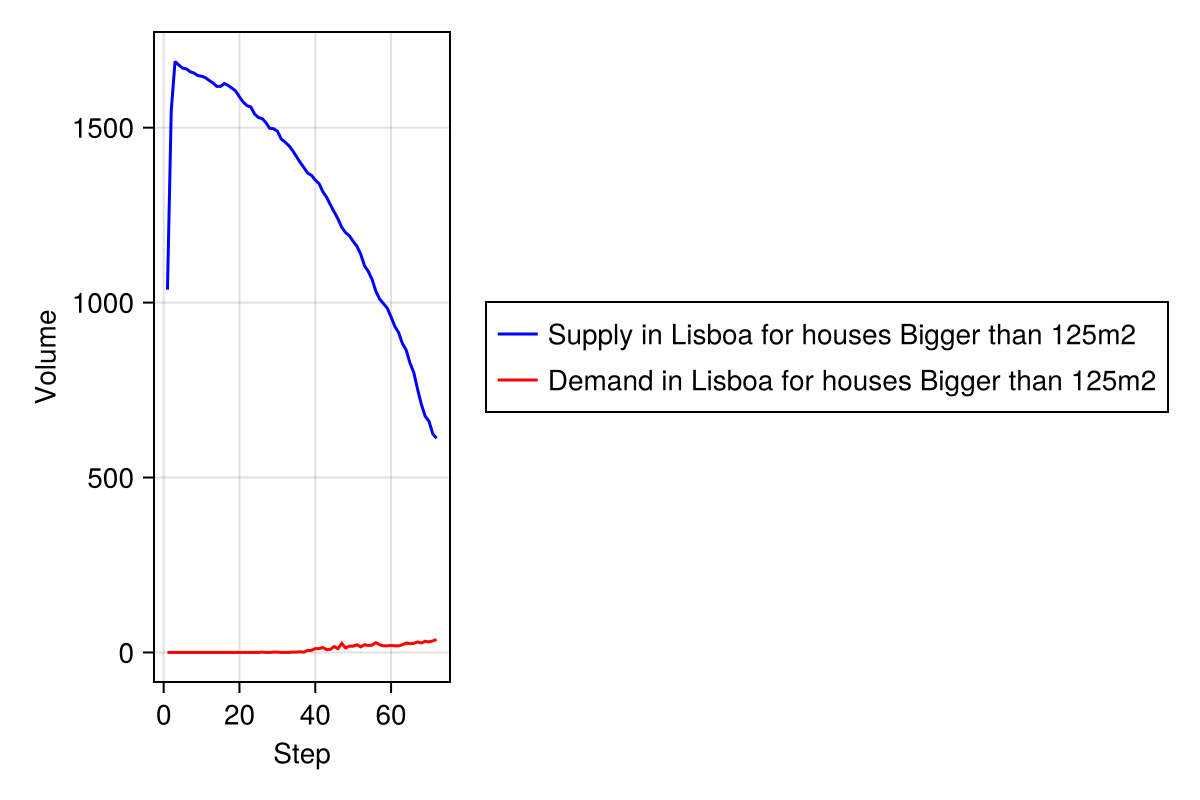 1500
1000
500
0
Volume
0 20 40 60
Step
Supply in Lisboa for houses Bigger than 125m2
Demand in Lisboa for houses Bigger than 125m2